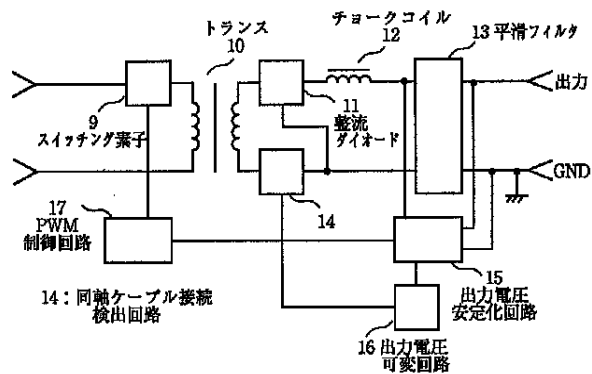 トランス
10
チョークコイル
12
13 平滑フィルタ
出力
9
スイッチング素子
11
整流
ダイオード
GND
17
PWM
制御回路
14
14：同軸ケーブル接続
検出回路
15
出力電圧
安定化回路
16 出力電圧
可変回路